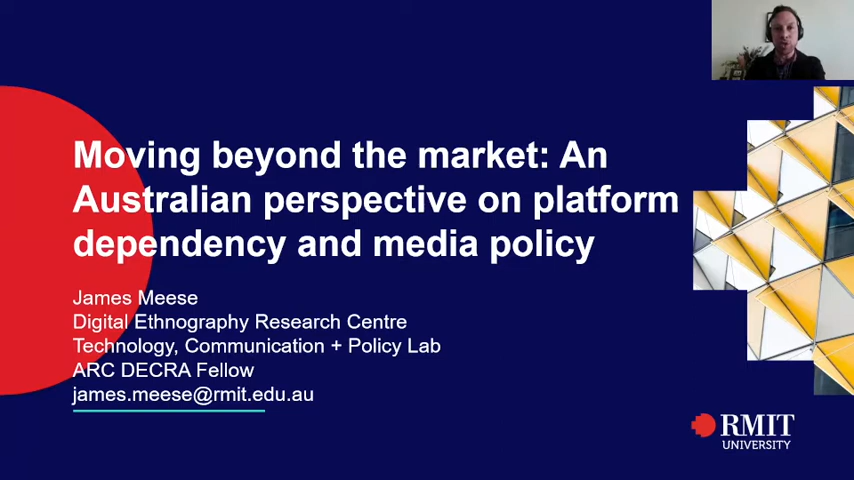 Moving beyond the market: An
Australian perspective on platform
dependency and media policy
James Meese
Digital Ethnography Research Centre
Technology, Communication + Policy Lab
ARC DECRA Fellow
james.meese@rmit.edu.au
RMIT
UNIVERSITY